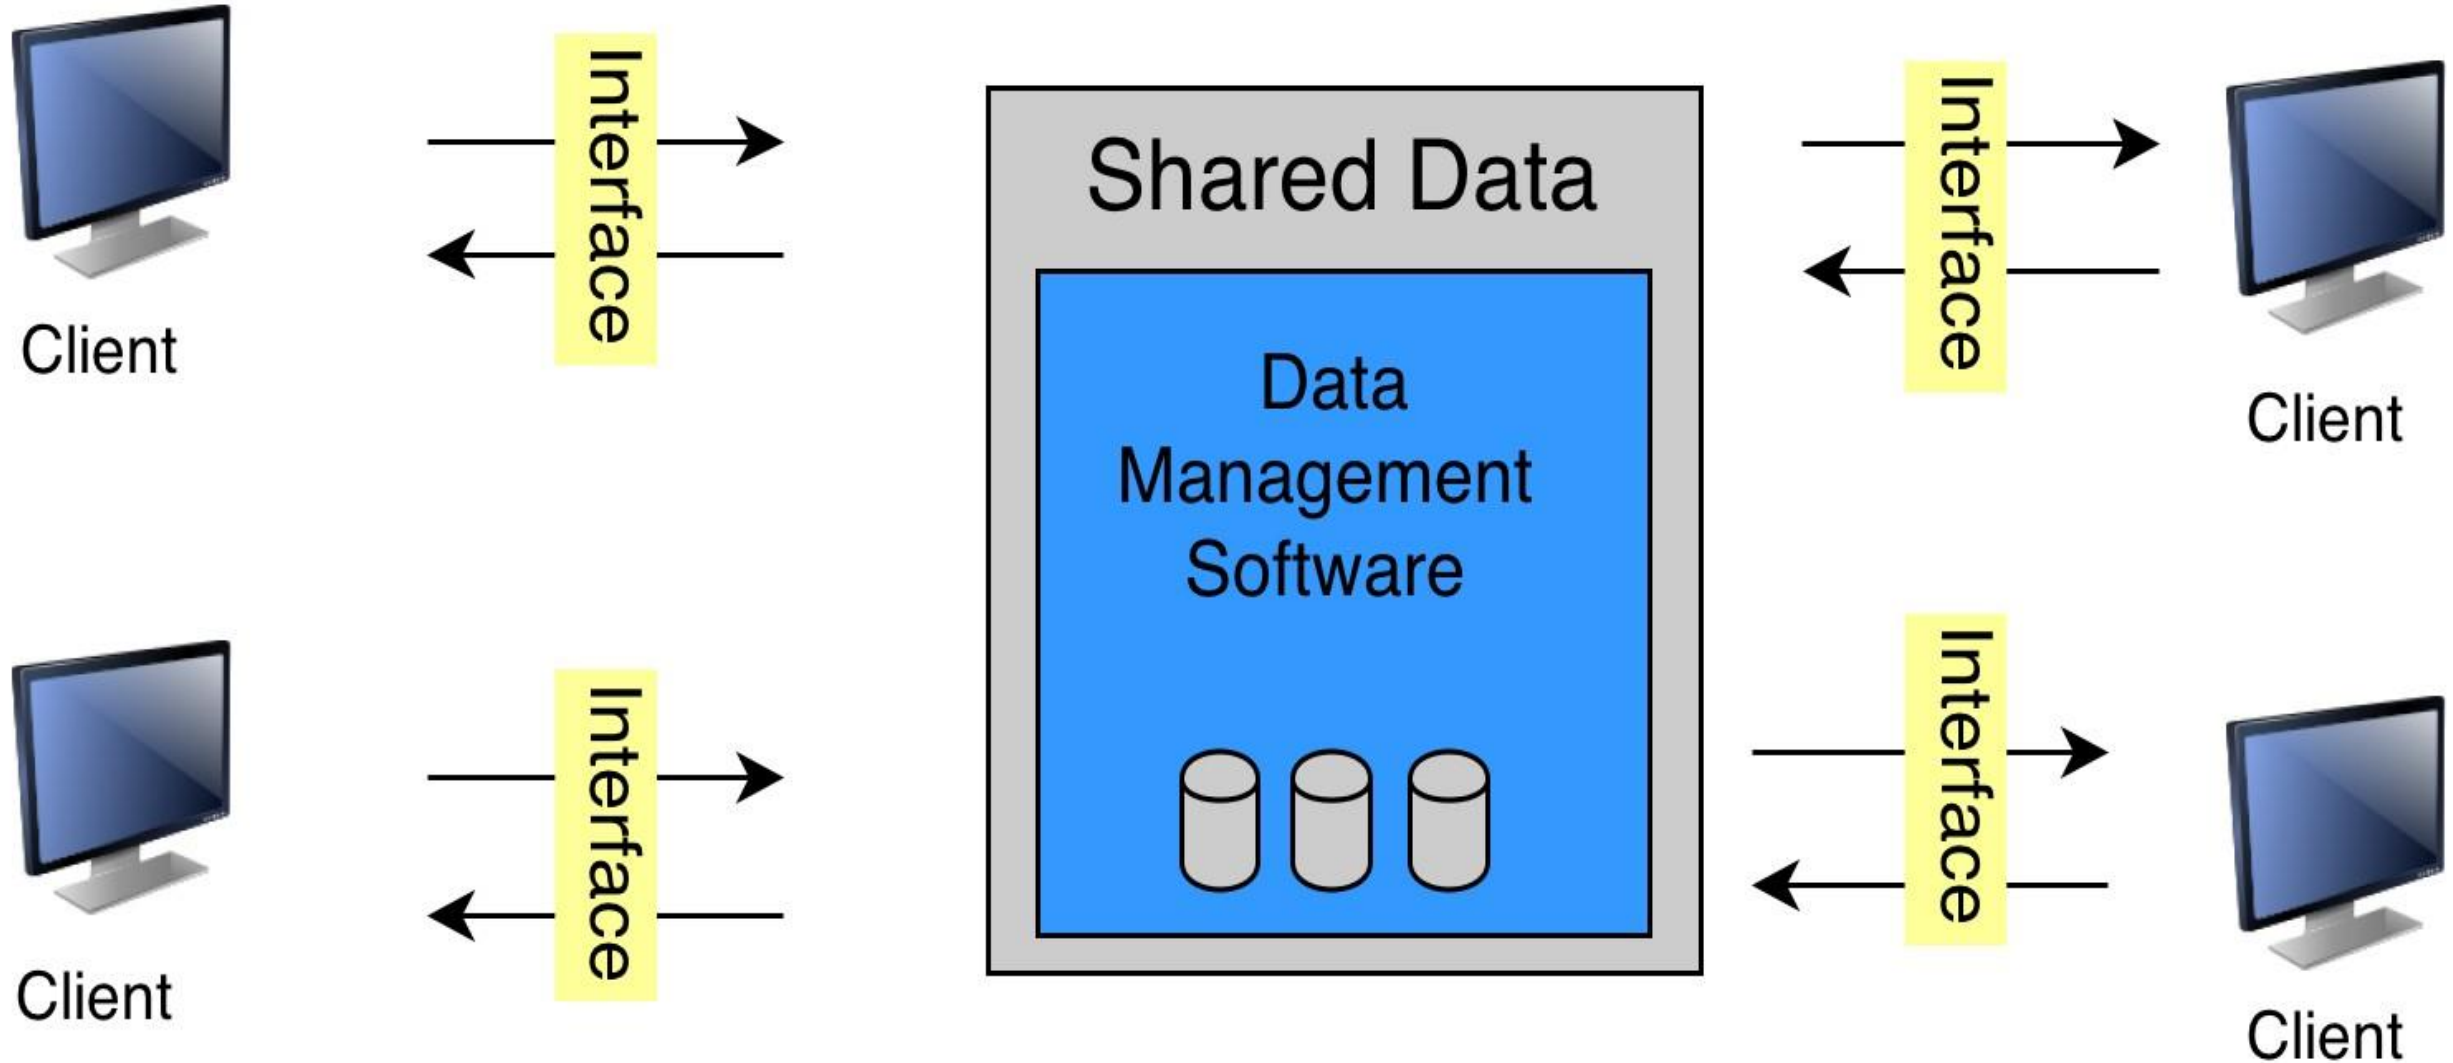 Interface
Interface
Shared Data
Data
Management
Software
Client
Client
Interface
Interface
Client
Client